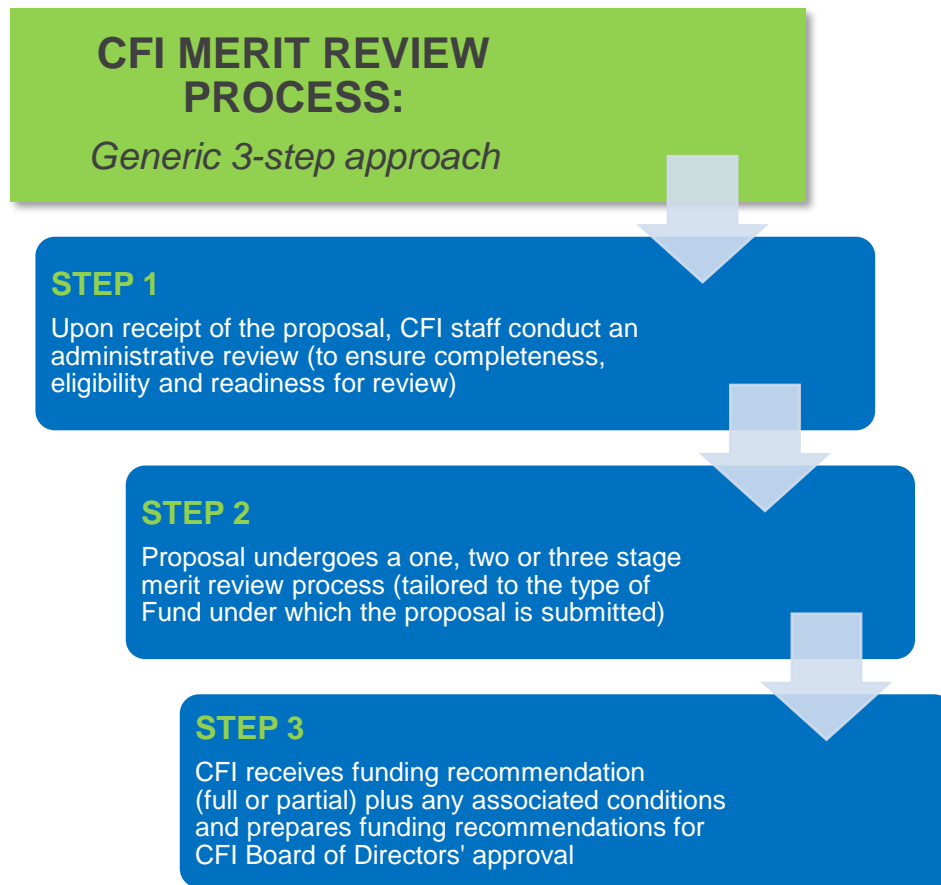 CFI MERIT REVIEW
PROCESS:
Generic 3-step approach
STEP 1
Upon receipt of the proposal, CFI staff conduct an
administrative review (to ensure completeness,
eligibility and readiness for review)
STEP 2
Proposal undergoes a one, two or three stage
merit review process (tailored to the type of
Fund under which the proposal is submitted)
STEP 3
CFI receives funding recommendation
(full or partial) plus any associated conditions
and prepares funding recommendations for
CFI Board of Directors' approval